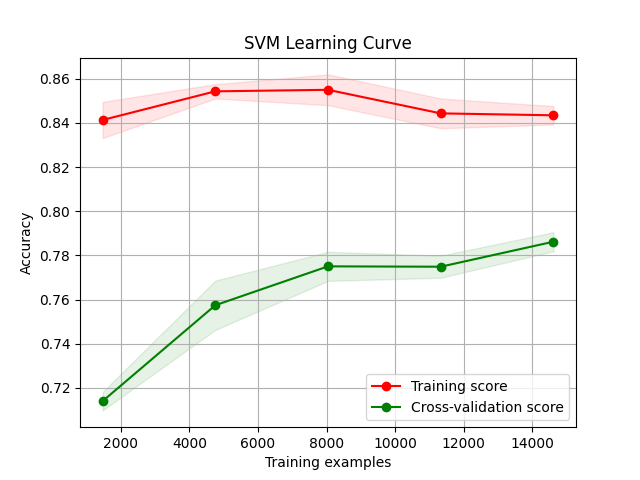 SVM Learning Curve
Accuracy
0.86
0.84
0.82
0.80
0.78
0.76
0.74
0.72
Training score
Cross-validation score
2000 4000 6000 8000 10000 12000 14000
Training examples